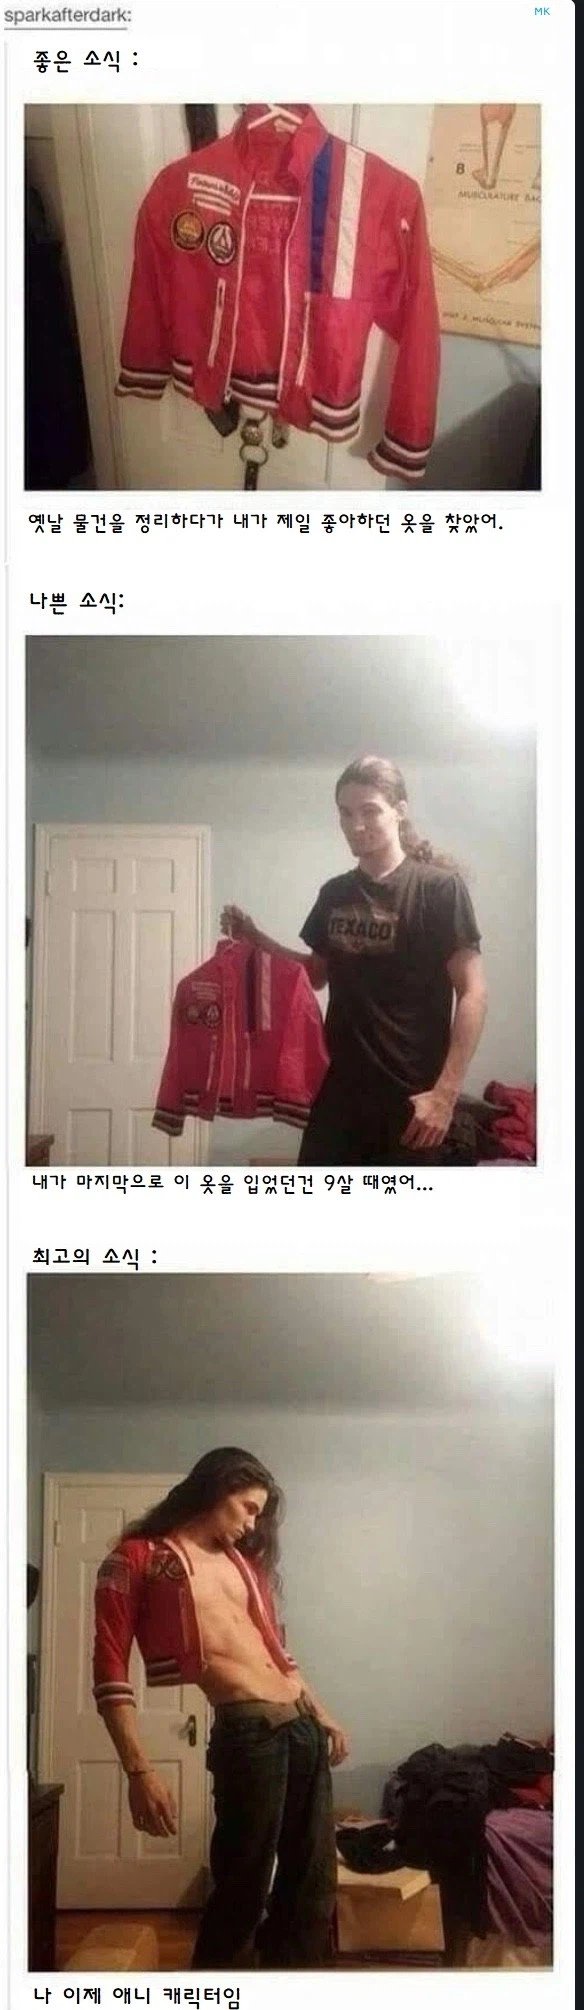 sparkafterdark:
MK
좋은 소식 :
8
MUSCULATURE BAC
옛날 물건을 정리하다가 내가 제일 좋아하던 옷을 찾았어.
나쁜 소식:
TEXACO
내가 마지막으로 이 옷을 입었던건 9살 때였어...
최고의 소식 :
나 이제 애니 캐릭터임